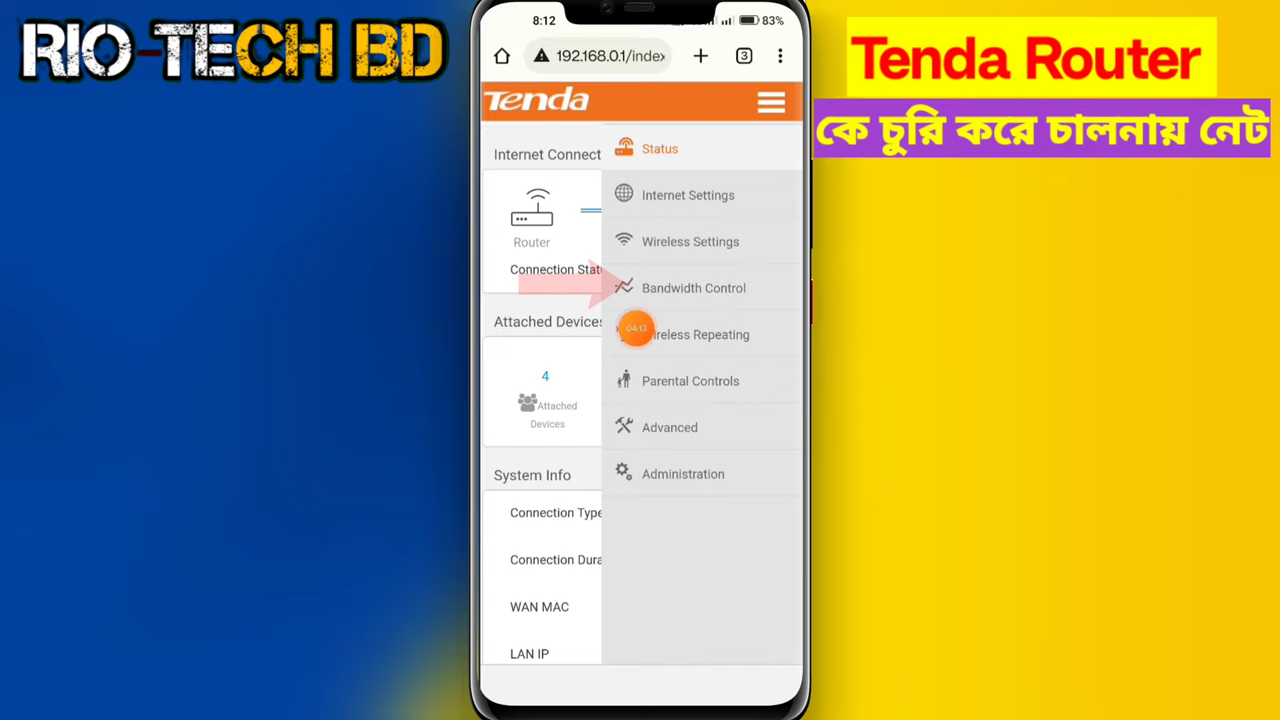 RIO-TECH BD
Tenda Router
কে চুরি করে চালনায় নেট
8:12
83%
192.168.0.1/index
3
Tenda
Internet Connect
Router
Connection Stat
Attached Devices
4
Attached
Devices
System Info
Connection Type
Connection Dura
WAN MAC
LAN IP
Status
Internet Settings
Wireless Settings
Bandwidth Control
04:13
ireless Repeating
Parental Controls
Advanced
Administration